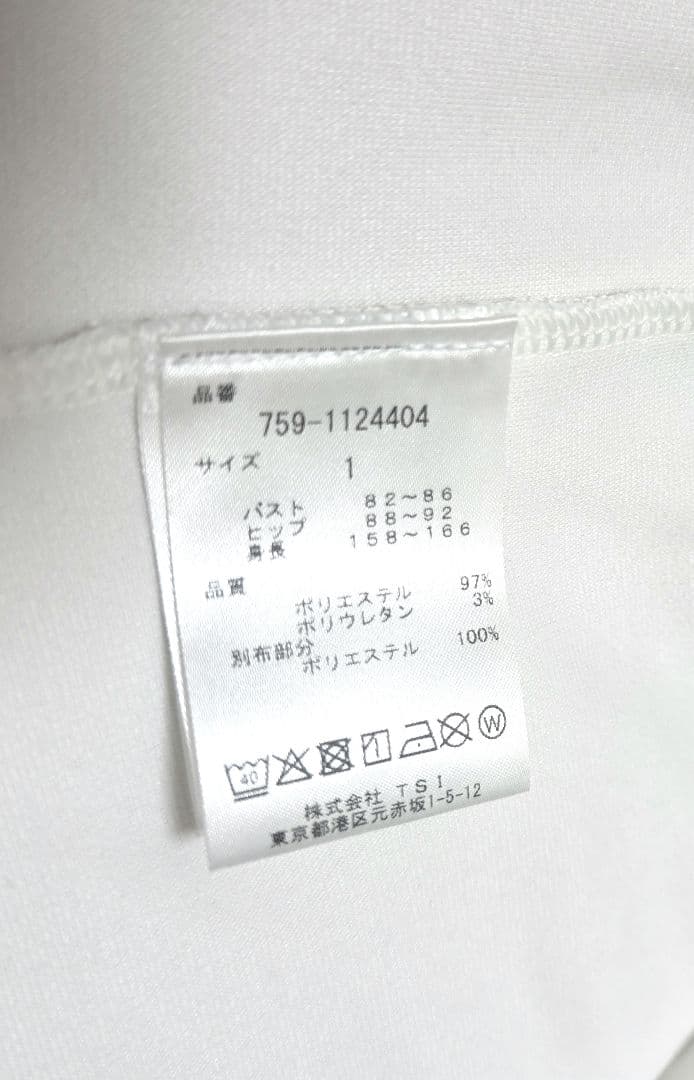 品番
759-1124404
サイズ 1
バスト 82～86
ヒップ 88～92
身長 158～166
品質
ポリエステル 97%
ポリウレタン 3%
別布部分
ポリエステル 100%
40 W
株式会社 TSI
東京都港区元赤坂1-5-12